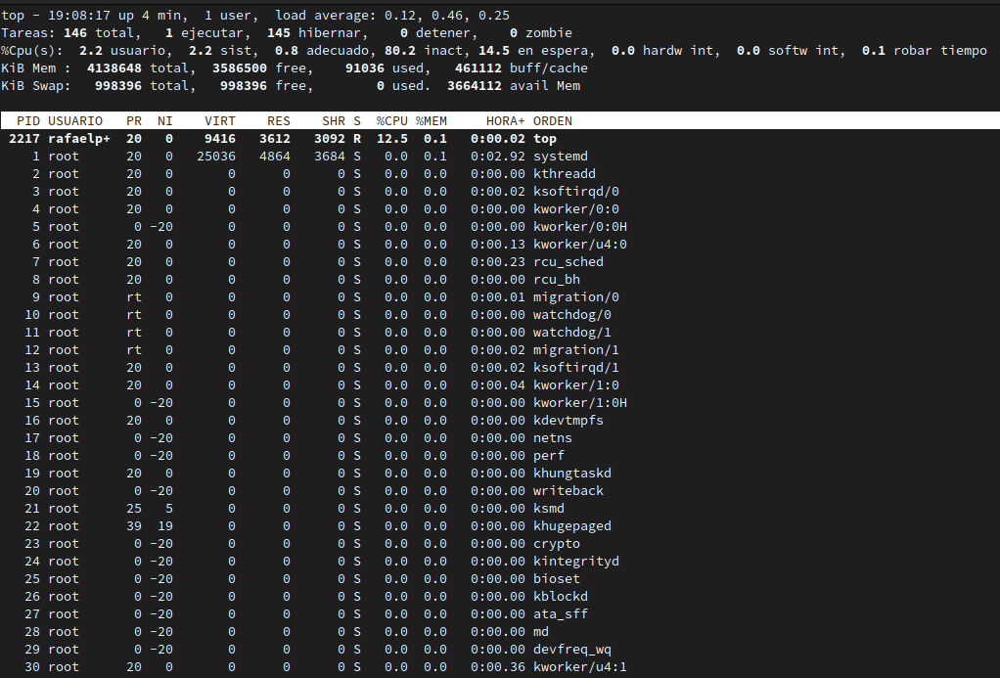 top - 19:08:17 up 4 min,  1 user,  load average: 0.12, 0.46, 0.25
Tareas: 146 total,   1 ejecutar, 145 hibernar,    0 detener,    0 zombie
%Cpu(s):  2.2 usuario,  2.2 sist,  0.8 adecuado, 80.2 inact, 14.5 en espera,  0.0 hardw int,  0.0 softw int,  0.1 robar tiempo
KiB Mem :  4138648 total,  3586500 free,    91036 used,   461112 buff/cache
KiB Swap:   998396 total,   998396 free,        0 used.  3664112 avail Mem
PID USUARIO   PR  NI    VIRT    RES    SHR S  %CPU %MEM     HORA+ ORDEN
2217 rafaelp+  20   0    9416   3612   3092 R  12.5  0.1   0:00.02 top
1 root      20   0   25036   4864   3684 S   0.0  0.1   0:02.92 systemd
2 root      20   0       0      0      0 S   0.0  0.0   0:00.00 kthreadd
3 root      20   0       0      0      0 S   0.0  0.0   0:00.02 ksoftirqd/0
4 root      20   0       0      0      0 S   0.0  0.0   0:00.00 kworker/0:0
5 root       0 -20       0      0      0 S   0.0  0.0   0:00.00 kworker/0:0H
6 root      20   0       0      0      0 S   0.0  0.0   0:00.13 kworker/u4:0
7 root      20   0       0      0      0 S   0.0  0.0   0:00.23 rcu_sched
8 root      20   0       0      0      0 S   0.0  0.0   0:00.00 rcu_bh
9 root      rt   0       0      0      0 S   0.0  0.0   0:00.01 migration/0
10 root      rt   0       0      0      0 S   0.0  0.0   0:00.00 watchdog/0
11 root      rt   0       0      0      0 S   0.0  0.0   0:00.00 watchdog/1
12 root      rt   0       0      0      0 S   0.0  0.0   0:00.02 migration/1
13 root      20   0       0      0      0 S   0.0  0.0   0:00.02 ksoftirqd/1
14 root      20   0       0      0      0 S   0.0  0.0   0:00.04 kworker/1:0
15 root       0 -20       0      0      0 S   0.0  0.0   0:00.00 kworker/1:0H
16 root      20   0       0      0      0 S   0.0  0.0   0:00.00 kdevtmpfs
17 root       0 -20       0      0      0 S   0.0  0.0   0:00.00 netns
18 root       0 -20       0      0      0 S   0.0  0.0   0:00.00 perf
19 root      20   0       0      0      0 S   0.0  0.0   0:00.00 khungtaskd
20 root       0 -20       0      0      0 S   0.0  0.0   0:00.00 writeback
21 root      25   5       0      0      0 S   0.0  0.0   0:00.00 ksmd
22 root      39  19       0      0      0 S   0.0  0.0   0:00.00 khugepaged
23 root       0 -20       0      0      0 S   0.0  0.0   0:00.00 crypto
24 root       0 -20       0      0      0 S   0.0  0.0   0:00.00 kintegrityd
25 root       0 -20       0      0      0 S   0.0  0.0   0:00.00 bioset
26 root       0 -20       0      0      0 S   0.0  0.0   0:00.00 kblockd
27 root       0 -20       0      0      0 S   0.0  0.0   0:00.00 ata_sff
28 root       0 -20       0      0      0 S   0.0  0.0   0:00.00 md
29 root       0 -20       0      0      0 S   0.0  0.0   0:00.00 devfreq_wq
30 root      20   0       0      0      0 S   0.0  0.0   0:00.36 kworker/u4:1